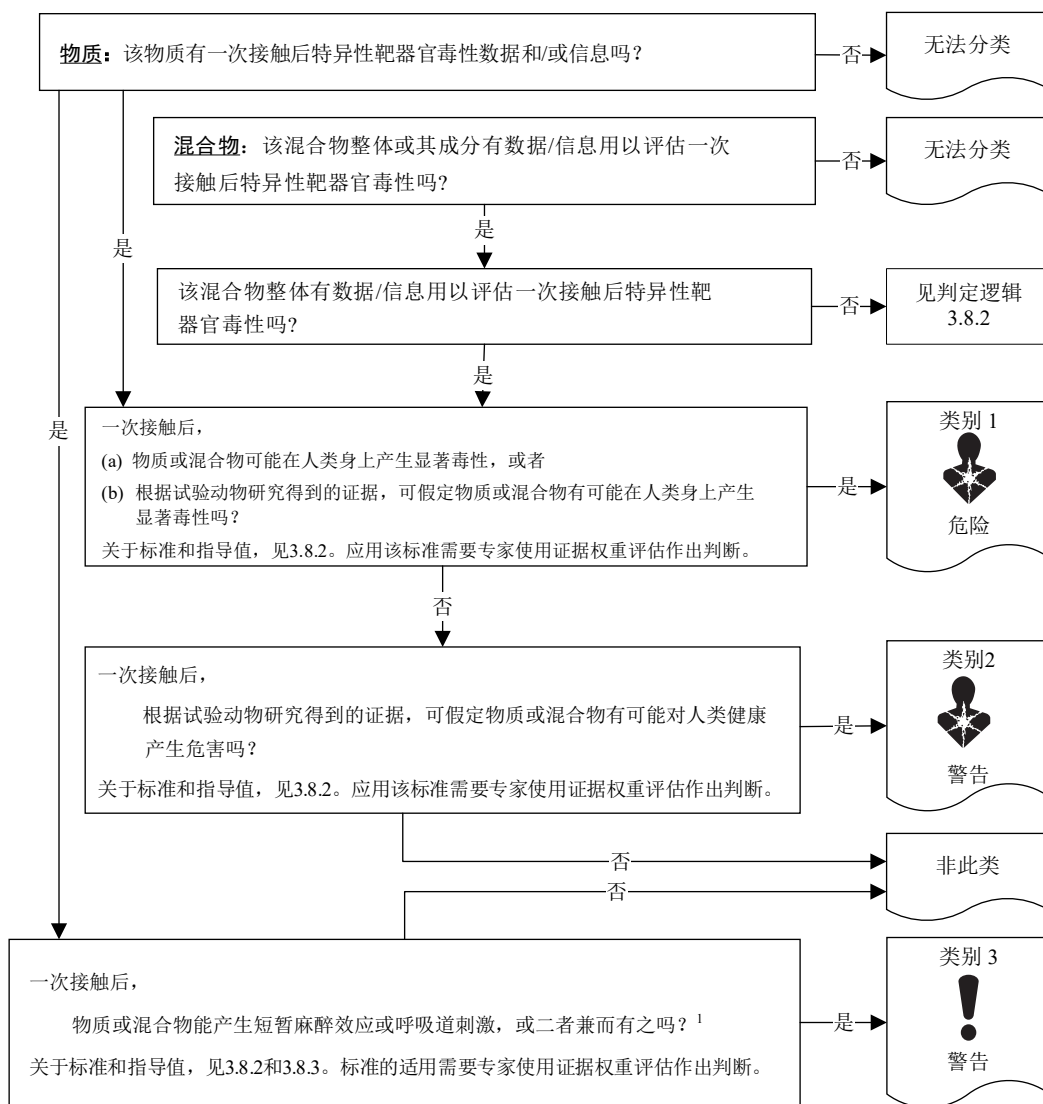 物质：该物质有一次接触后特异性靶器官毒性数据和/或信息吗？
否
无法分类
混合物：该混合物整体或其成分有数据/信息用以评估一次
接触后特异性靶器官毒性吗?
否
无法分类
是
是
该混合物整体有数据/信息用以评估一次接触后特异性靶
器官毒性吗?
否
见判定逻辑
3.8.2
是
是
一次接触后，
(a) 物质或混合物可能在人类身上产生显著毒性，或者
(b) 根据试验动物研究得到的证据，可假定物质或混合物有可能在人类身上产生
显著毒性吗？
关于标准和指导值，见3.8.2。应用该标准需要专家使用证据权重评估作出判断。
是
类别 1
危险
否
一次接触后，
根据试验动物研究得到的证据，可假定物质或混合物有可能对人类健康
产生危害吗？
关于标准和指导值，见3.8.2。应用该标准需要专家使用证据权重评估作出判断。
是
类别2
警告
否
否
非此类
一次接触后，
物质或混合物能产生短暂麻醉效应或呼吸道刺激，或二者兼而有之吗？1
关于标准和指导值，见3.8.2和3.8.3。标准的适用需要专家使用证据权重评估作出判断。
是
类别 3
警告